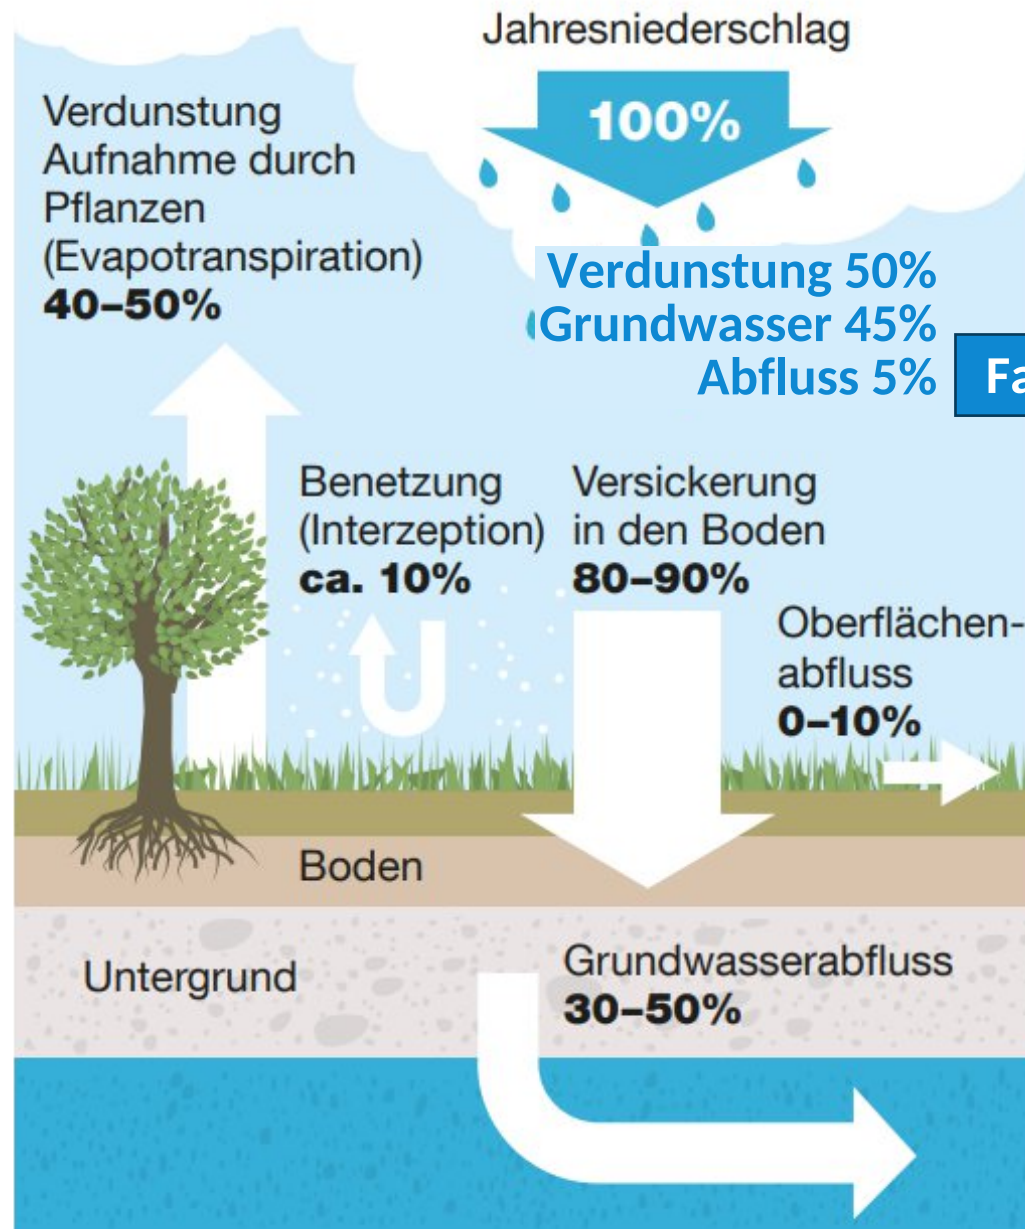 Jahresniederschlag
100%
Verdunstung
Aufnahme durch
Pflanzen
(Evapotranspiration)
40–50%
Verdunstung 50%
Grundwasser 45%
Abfluss 5%
Benetzung
(Interzeption)
ca. 10%
Versickerung
in den Boden
80–90%
Oberflächen-
abfluss
0–10%
Boden
Untergrund
Grundwasserabfluss
30–50%